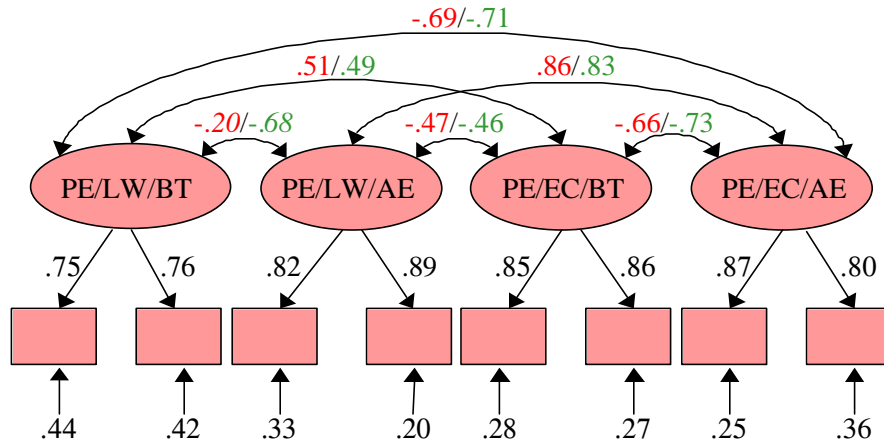 -.69/-.71
.51/.49 .86/.83
-.20/-.68 -.47/-.46 -.66/-.73
PE/LW/BT PE/LW/AE PE/EC/BT PE/EC/AE
.75 .76 .82 .89 .85 .86 .87 .80
.44 .42 .33 .20 .28 .27 .25 .36